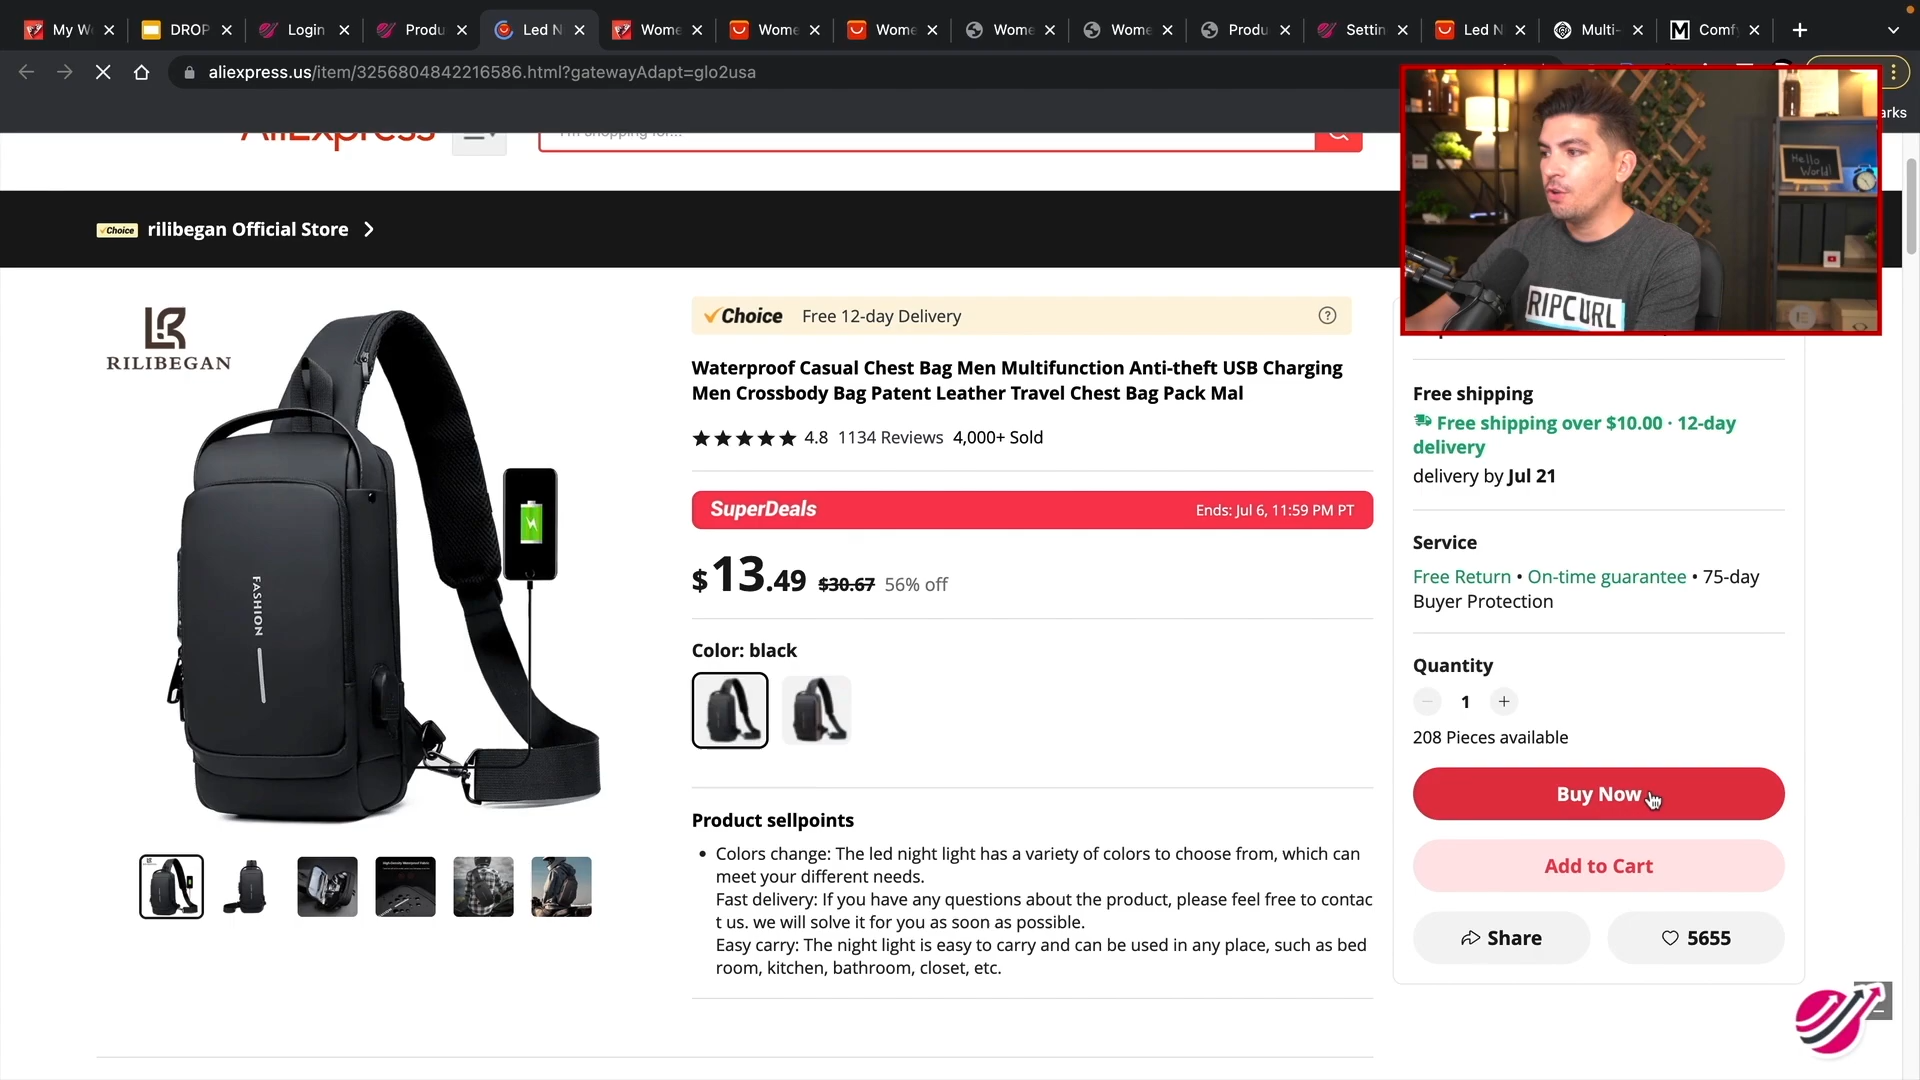 My W
DROP
Login
Produ
Led N
Wome
Wome
Wome
Wome
Wome
Produ
Settin
Led N
Multi-
Comf
aliexpress.us/item/3256804842216586.html?gatewayAdapt=glo2usa
arks
AliExpress
I'm shopping for...
Hello
World!
RIPCURL
Choice rilibegan Official Store
RILIBEGAN
FASHION
Choice Free 12-day Delivery
Waterproof Casual Chest Bag Men Multifunction Anti-theft USB Charging
Men Crossbody Bag Patent Leather Travel Chest Bag Pack Mal
4.8 1134 Reviews 4,000+ Sold
SuperDeals Ends: Jul 6, 11:59 PM PT
$13.49 $30.67 56% off
Color: black
Product sellpoints
• Colors change: The led night light has a variety of colors to choose from, which can
meet your different needs.
Fast delivery: If you have any questions about the product, please feel free to contac
t us. we will solve it for you as soon as possible.
Easy carry: The night light is easy to carry and can be used in any place, such as bed
room, kitchen, bathroom, closet, etc.
Free shipping
Free shipping over $10.00 · 12-day
delivery
delivery by Jul 21
Service
Free Return • On-time guarantee • 75-day
Buyer Protection
Quantity
1
208 Pieces available
Buy Now
Add to Cart
Share
5655